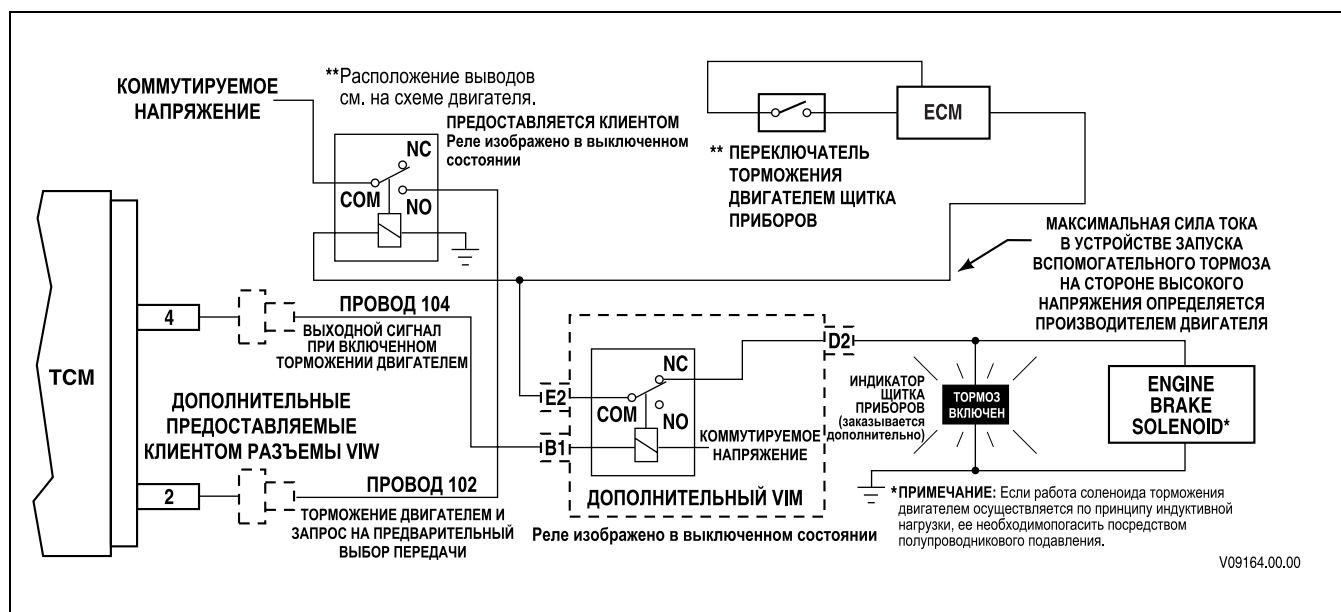 КОММУТИРУЕМОЕ
НАПРЯЖЕНИЕ
**Расположение выводов
см. на схеме двигателя.
ПРЕДОСТАВЛЯЕТСЯ КЛИЕНТОМ
Реле изображено в выключенном
состоянии
NC
COM
NO
ECM
** ПЕРЕКЛЮЧАТЕЛЬ
ТОРМОЖЕНИЯ
ДВИГАТЕЛЕМ ЩИТКА
ПРИБОРОВ
МАКСИМАЛЬНАЯ СИЛА ТОКА
В УСТРОЙСТВЕ ЗАПУСКА
ВСПОМОГАТЕЛЬНОГО ТОРМОЗА
НА СТОРОНЕ ВЫСОКОГО
НАПРЯЖЕНИЯ ОПРЕДЕЛЯЕТСЯ
ПРОИЗВОДИТЕЛЕМ ДВИГАТЕЛЯ
TCM
4
ПРОВОД 104
ВЫХОДНОЙ СИГНАЛ
ПРИ ВКЛЮЧЕННОМ
ТОРМОЖЕНИИ ДВИГАТЕЛЕМ
ДОПОЛНИТЕЛЬНЫЕ
ПРЕДОСТАВЛЯЕМЫЕ
КЛИЕНТОМ РАЗЪЕМЫ VIW
2
ПРОВОД 102
ТОРМОЖЕНИЕ ДВИГАТЕЛЕМ И
ЗАПРОС НА ПРЕДВАРИТЕЛЬНЫЙ
ВЫБОР ПЕРЕДАЧИ
E2
B1
D2
NC
COM
NO
КОММУТИРУЕМОЕ
НАПРЯЖЕНИЕ
ДОПОЛНИТЕЛЬНЫЙ VIM
Реле изображено в выключенном состоянии
ИНДИКАТОР
ЩИТКА
ПРИБОРОВ
(заказывается
дополнительно)
ТОРМОЗ
ВКЛЮЧЕН
ENGINE
BRAKE
SOLENOID*
*ПРИМЕЧАНИЕ: Если работа соленоида торможения
двигателем осуществляется по принципу индуктивной
нагрузки, ее необходимопогасить посредством
полупроводникового подавления.
V09164.00.00